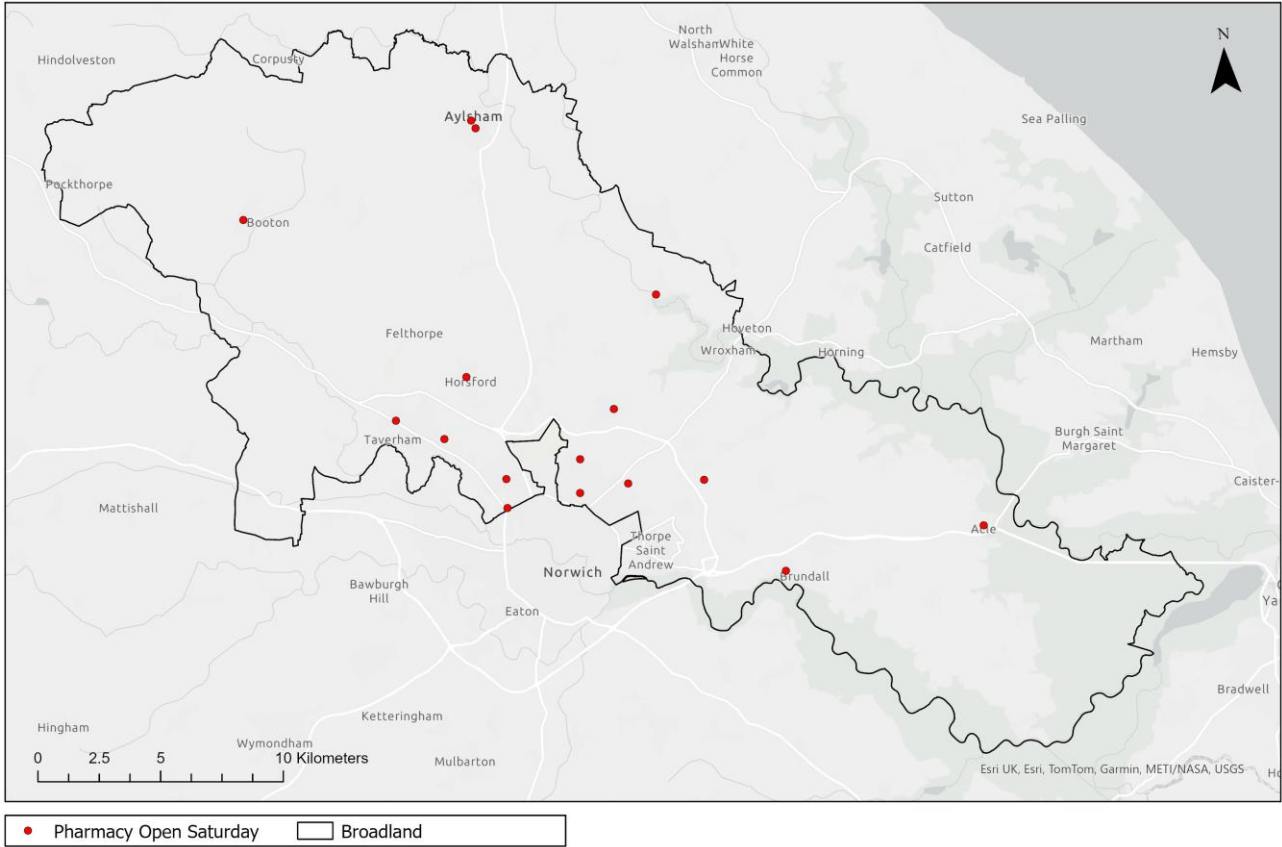 North
Walsham
White
Horse
Common
N
Hindolveston
Corpusty
Aylsham
Sea Palling
Pockthorpe
Sutton
Booton
Catfield
Felthorpe
Hoveton
Wroxham
Horning
Martham
Hemsby
Horsford
Taverham
Burgh Saint
Margaret
Caister-
Mattishall
Acle
Thorpe
Saint
Andrew
Norwich
Brundall
Bawburgh
Hill
Eaton
Ya
Bradwell
Ketteringham
Hingham
Wymondham
Mulbarton
0 2.5 5 10 Kilometers
Esri UK, Esri, TomTom, Garmin, METI/NASA, USGS
Ho
Pharmacy Open Saturday
Broadland